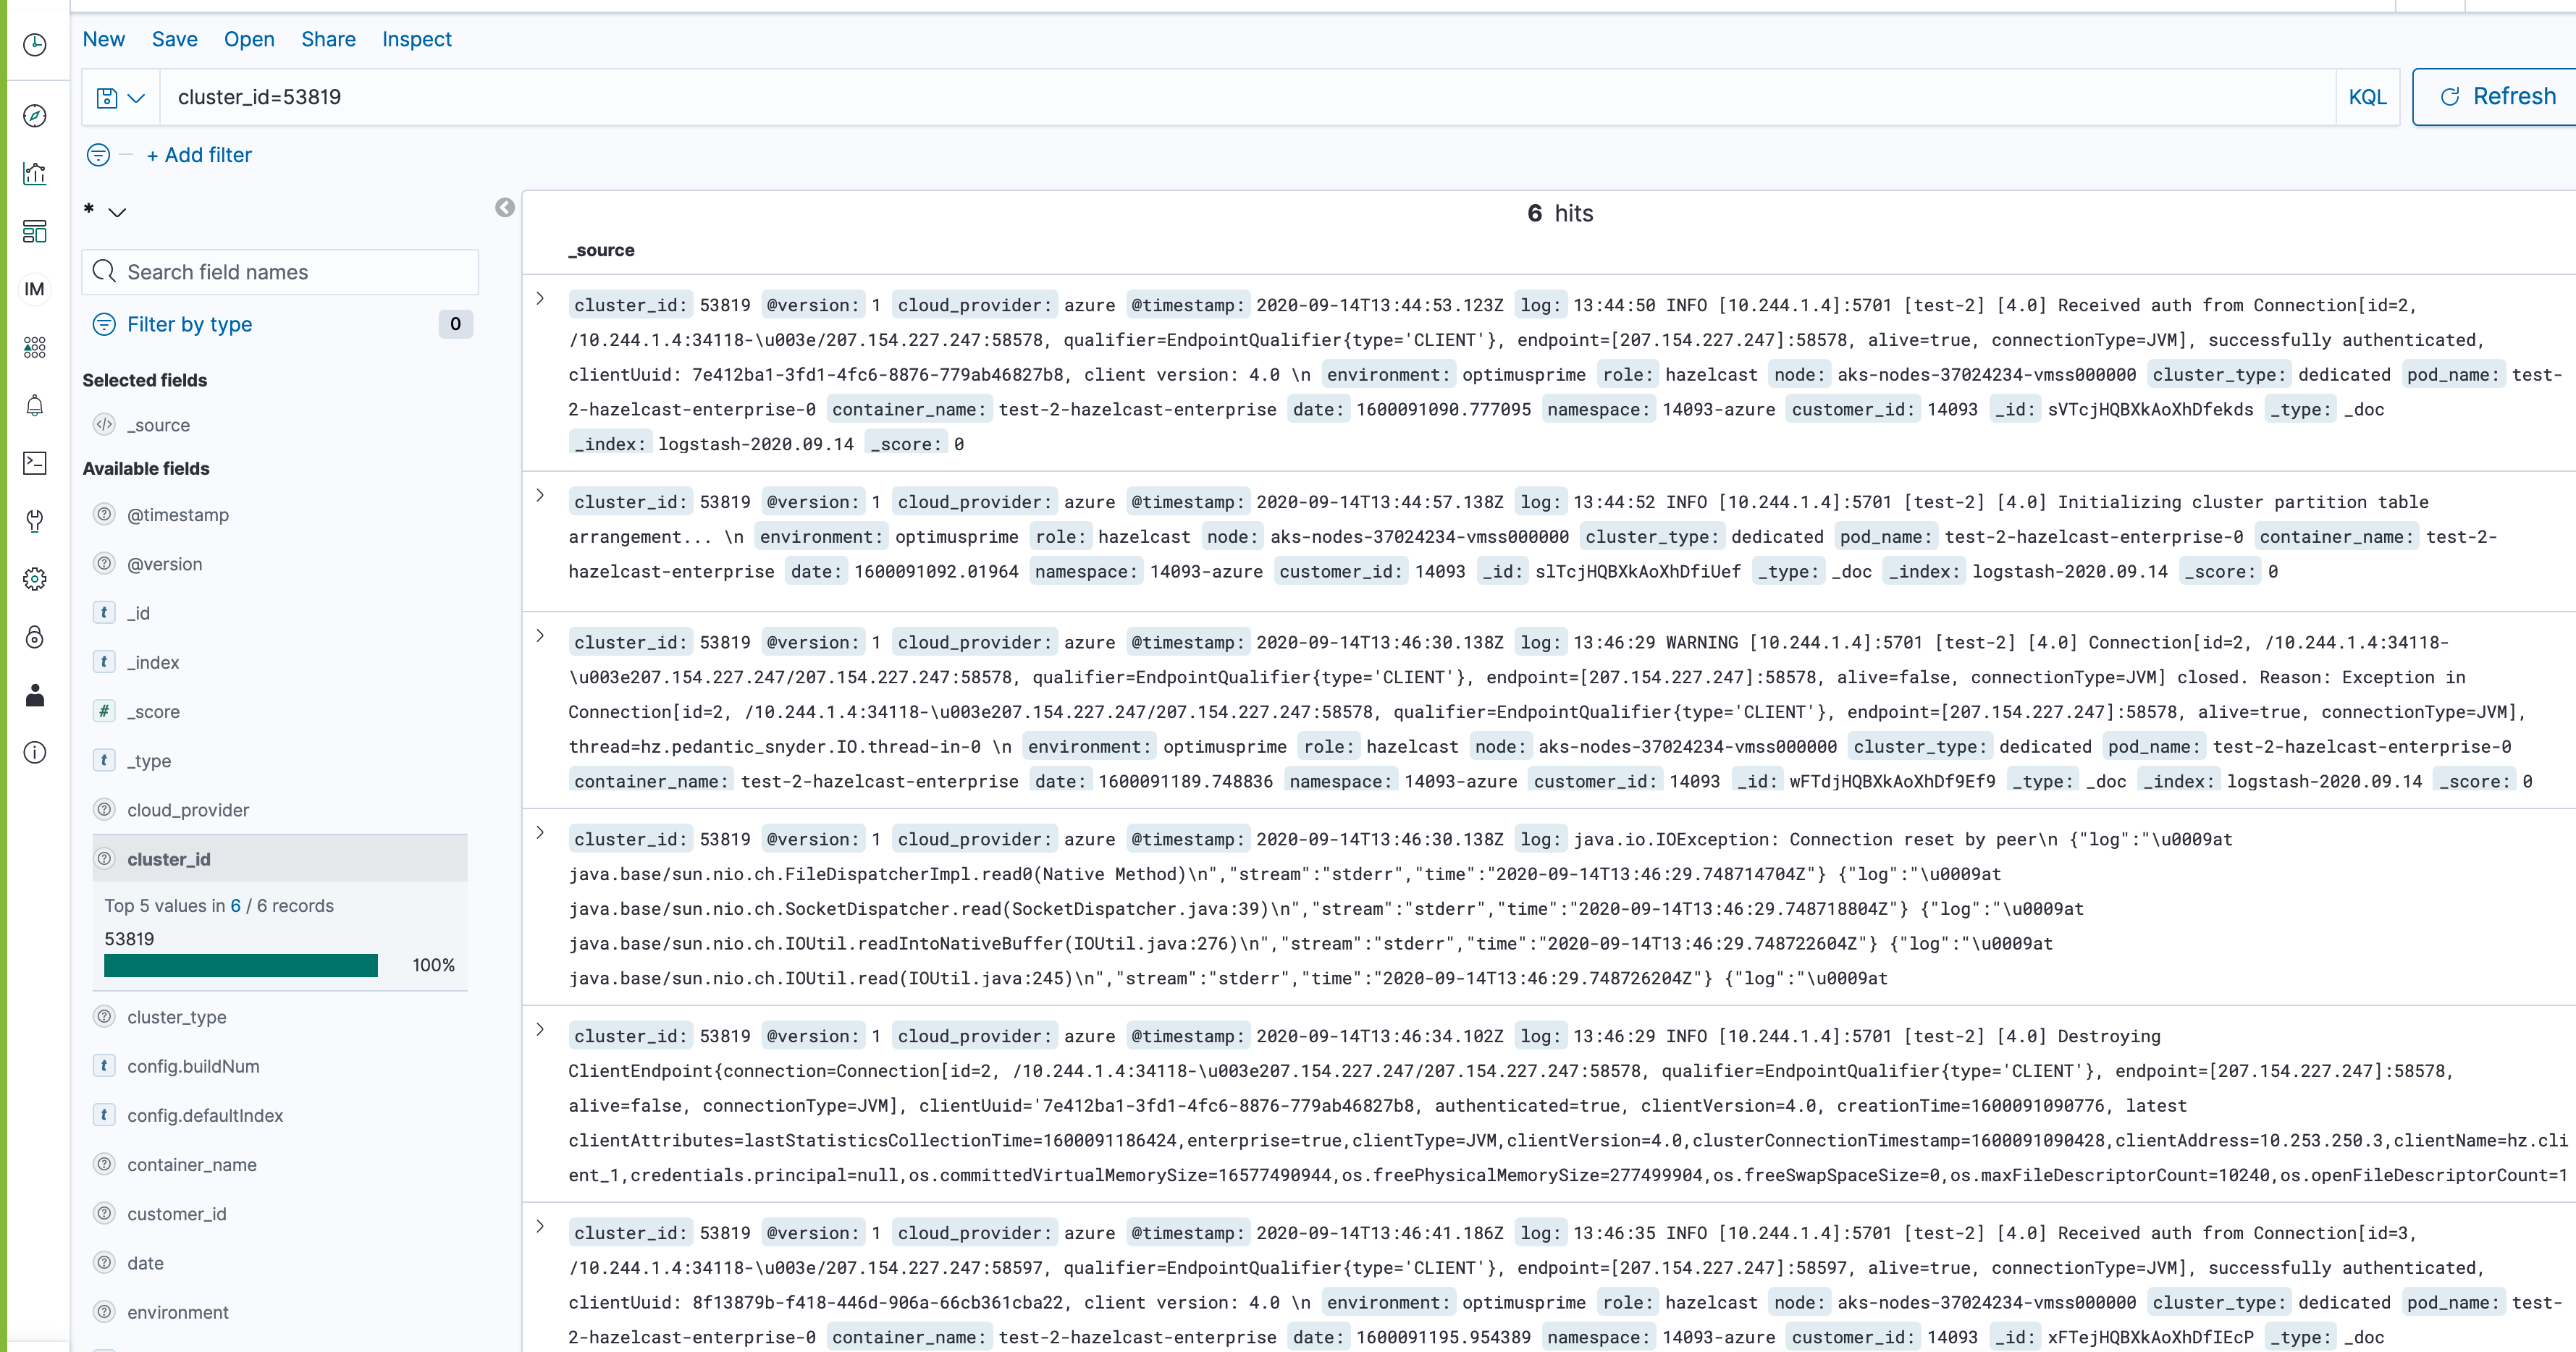 New Save Open Share Inspect
cluster_id=53819
KQL
Refresh
+ Add filter
*
Search field names
Filter by type 0
Selected fields
_source
Available fields
@timestamp
@version
t _id
t _index
# _score
t _type
cloud_provider
cluster_id
Top 5 values in 6 / 6 records
53819
100%
cluster_type
t config.buildNum
t config.defaultIndex
container_name
customer_id
date
environment
IM
6 hits
_source
cluster_id: 53819 @version: 1 cloud_provider: azure @timestamp: 2020-09-14T13:44:53.123Z log: 13:44:50 INFO [10.244.1.4]:5701 [test-2] [4.0] Received auth from Connection[id=2,
/10.244.1.4:34118-\u003e/207.154.227.247:58578, qualifier=EndpointQualifier{type='CLIENT'}, endpoint=[207.154.227.247]:58578, alive=true, connectionType=JVM], successfully authenticated,
clientUuid: 7e412ba1-3fd1-4fc6-8876-779ab46827b8, client version: 4.0 \n environment: optimusprime role: hazelcast node: aks-nodes-37024234-vmss000000 cluster_type: dedicated pod_name: test-
2-hazelcast-enterprise-0 container_name: test-2-hazelcast-enterprise date: 1600091090.777095 namespace: 14093-azure customer_id: 14093 _id: sVTcjHQBXkAoXhDfekds _type: _doc
_index: logstash-2020.09.14 _score: 0
cluster_id: 53819 @version: 1 cloud_provider: azure @timestamp: 2020-09-14T13:44:57.138Z log: 13:44:52 INFO [10.244.1.4]:5701 [test-2] [4.0] Initializing cluster partition table
arrangement... \n environment: optimusprime role: hazelcast node: aks-nodes-37024234-vmss000000 cluster_type: dedicated pod_name: test-2-hazelcast-enterprise-0 container_name: test-2-
hazelcast-enterprise date: 1600091092.01964 namespace: 14093-azure customer_id: 14093 _id: slTcjHQBXkAoXhDfiUef _type: _doc _index: logstash-2020.09.14 _score: 0
cluster_id: 53819 @version: 1 cloud_provider: azure @timestamp: 2020-09-14T13:46:30.138Z log: 13:46:29 WARNING [10.244.1.4]:5701 [test-2] [4.0] Connection[id=2, /10.244.1.4:34118-
\u003e207.154.227.247/207.154.227.247:58578, qualifier=EndpointQualifier{type='CLIENT'}, endpoint=[207.154.227.247]:58578, alive=false, connectionType=JVM] closed. Reason: Exception in
Connection[id=2, /10.244.1.4:34118-\u003e207.154.227.247/207.154.227.247:58578, qualifier=EndpointQualifier{type='CLIENT'}, endpoint=[207.154.227.247]:58578, alive=true, connectionType=JVM],
thread=hz.pedantic_snyder.IO.thread-in-0 \n environment: optimusprime role: hazelcast node: aks-nodes-37024234-vmss000000 cluster_type: dedicated pod_name: test-2-hazelcast-enterprise-0
container_name: test-2-hazelcast-enterprise date: 1600091189.748836 namespace: 14093-azure customer_id: 14093 _id: wFTdjHQBXkAoXhDf9Ef9 _type: _doc _index: logstash-2020.09.14 _score: 0
cluster_id: 53819 @version: 1 cloud_provider: azure @timestamp: 2020-09-14T13:46:30.138Z log: java.io.IOException: Connection reset by peer\n {"log":"\u0009at
java.base/sun.nio.ch.FileDispatcherImpl.read0(Native Method)\n","stream":"stderr","time":"2020-09-14T13:46:29.748714704Z"} {"log":"\u0009at
java.base/sun.nio.ch.SocketDispatcher.read(SocketDispatcher.java:39)\n","stream":"stderr","time":"2020-09-14T13:46:29.748718804Z"} {"log":"\u0009at
java.base/sun.nio.ch.IOUtil.readIntoNativeBuffer(IOUtil.java:276)\n","stream":"stderr","time":"2020-09-14T13:46:29.748722604Z"} {"log":"\u0009at
java.base/sun.nio.ch.IOUtil.read(IOUtil.java:245)\n","stream":"stderr","time":"2020-09-14T13:46:29.748726204Z"} {"log":"\u0009at
cluster_id: 53819 @version: 1 cloud_provider: azure @timestamp: 2020-09-14T13:46:34.102Z log: 13:46:29 INFO [10.244.1.4]:5701 [test-2] [4.0] Destroying
ClientEndpoint{connection=Connection[id=2, /10.244.1.4:34118-\u003e207.154.227.247/207.154.227.247:58578, qualifier=EndpointQualifier{type='CLIENT'}, endpoint=[207.154.227.247]:58578,
alive=false, connectionType=JVM], clientUuid='7e412ba1-3fd1-4fc6-8876-779ab46827b8, authenticated=true, clientVersion=4.0, creationTime=1600091090776, latest
clientAttributes=lastStatisticsCollectionTime=1600091186424,enterprise=true,clientType=JVM,clientVersion=4.0,clusterConnectionTimestamp=1600091090428,clientAddress=10.253.250.3,clientName=hz.cli
ent_1,credentials.principal=null,os.committedVirtualMemorySize=16577490944,os.freePhysicalMemorySize=277499904,os.freeSwapSpaceSize=0,os.maxFileDescriptorCount=10240,os.openFileDescriptorCount=1
cluster_id: 53819 @version: 1 cloud_provider: azure @timestamp: 2020-09-14T13:46:41.186Z log: 13:46:35 INFO [10.244.1.4]:5701 [test-2] [4.0] Received auth from Connection[id=3,
/10.244.1.4:34118-\u003e/207.154.227.247:58597, qualifier=EndpointQualifier{type='CLIENT'}, endpoint=[207.154.227.247]:58597, alive=true, connectionType=JVM], successfully authenticated,
clientUuid: 8f13879b-f418-446d-906a-66cb361cba22, client version: 4.0 \n environment: optimusprime role: hazelcast node: aks-nodes-37024234-vmss000000 cluster_type: dedicated pod_name: test-
2-hazelcast-enterprise-0 container_name: test-2-hazelcast-enterprise date: 1600091195.954389 namespace: 14093-azure customer_id: 14093 _id: xFTejHQBXkAoXhDfIEcP _type: _doc